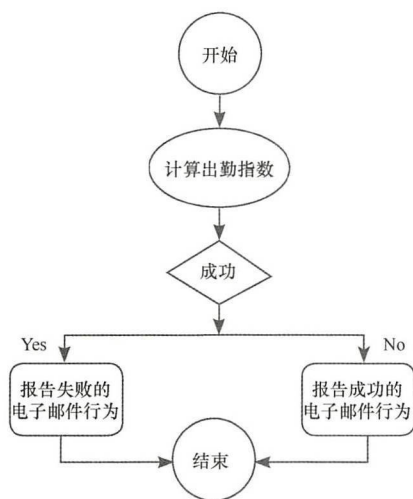 开始
计算出勤指数
成功
Yes
No
报告失败的
电子邮件行为
报告成功的
电子邮件行为
结束